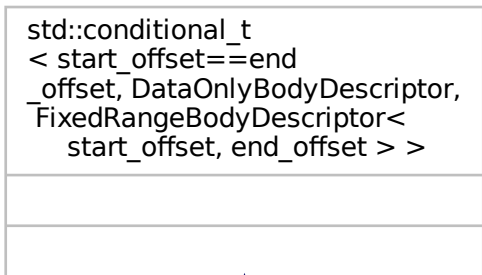 std::conditional_t
< start_offset==end
_offset, DataOnlyBodyDescriptor,
FixedRangeBodyDescriptor<
start_offset, end_offset > >